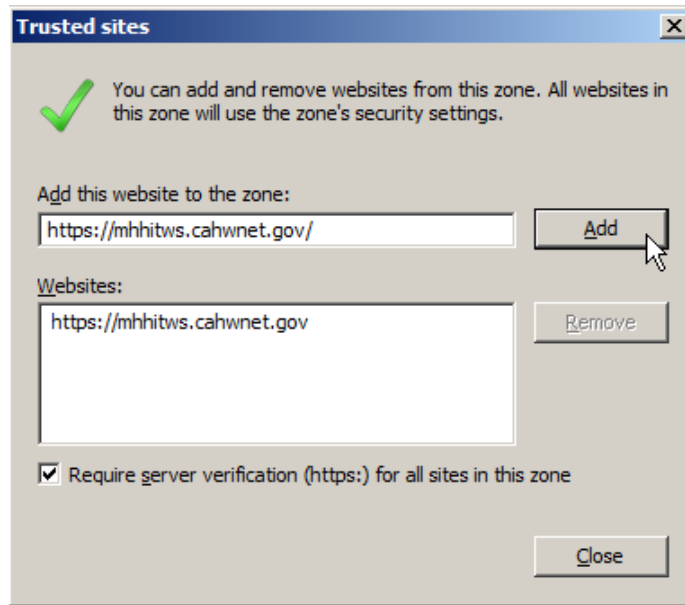 Trusted sites
You can add and remove websites from this zone. All websites in
this zone will use the zone's security settings.
Add this website to the zone:
https://mhhitws.cahwnet.gov/
Add
Websites:
https://mhhitws.cahwnet.gov
Remove
Require server verification (https:) for all sites in this zone
Close